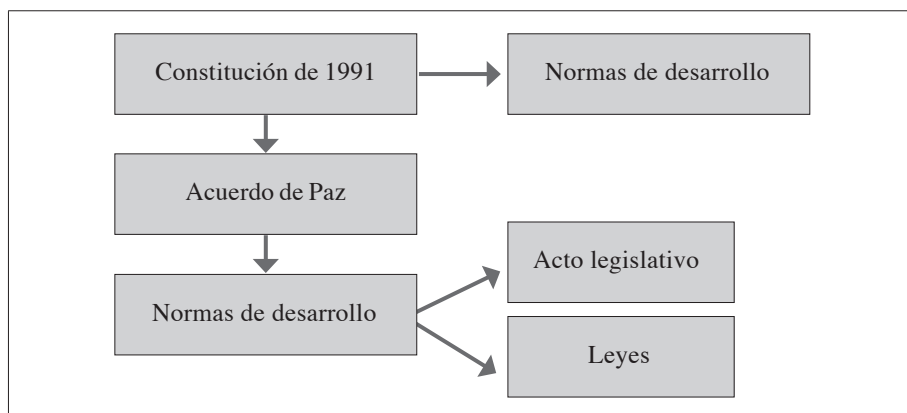 Constitución de 1991
Normas de desarrollo
Acuerdo de Paz
Normas de desarrollo
Acto legislativo
Leyes